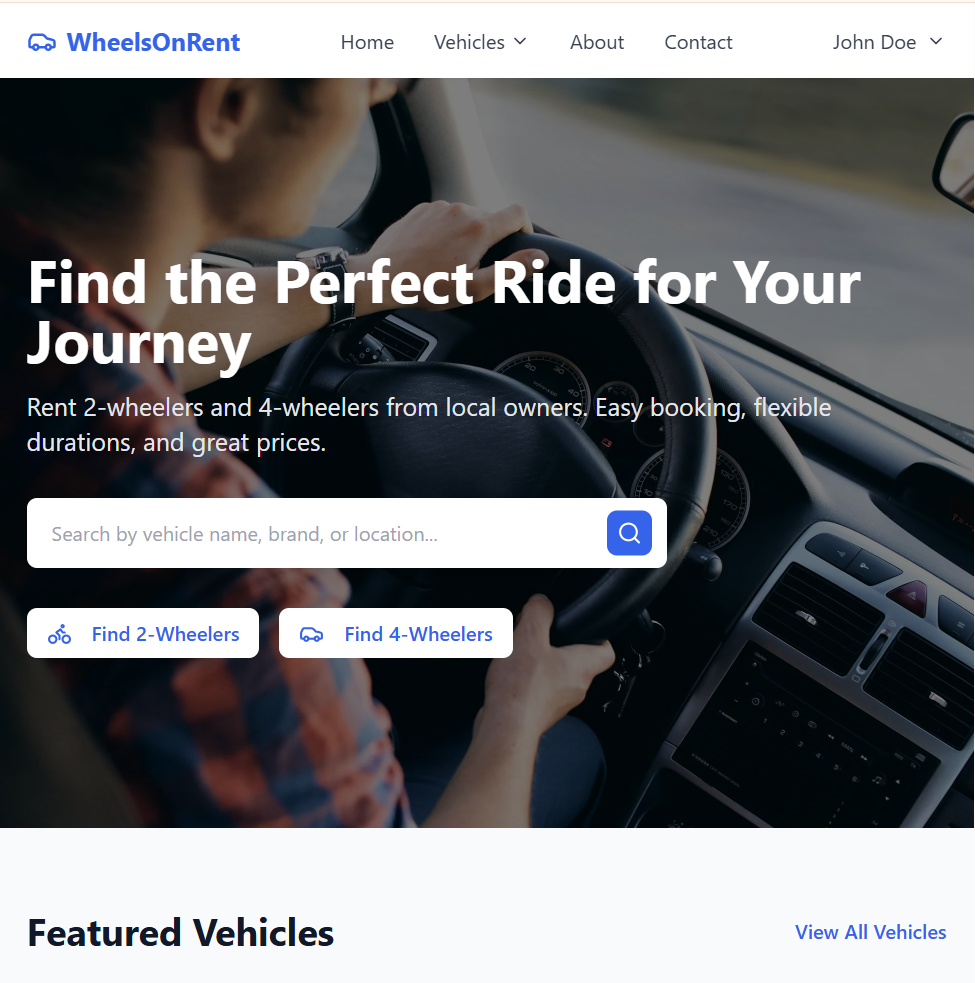 WheelsOnRent
Home
Vehicles
About
Contact
John Doe
Find the Perfect Ride for Your
Journey
Rent 2-wheelers and 4-wheelers from local owners. Easy booking, flexible
durations, and great prices.
Search by vehicle name, brand, or location...
Find 2-Wheelers
Find 4-Wheelers
Featured Vehicles
View All Vehicles